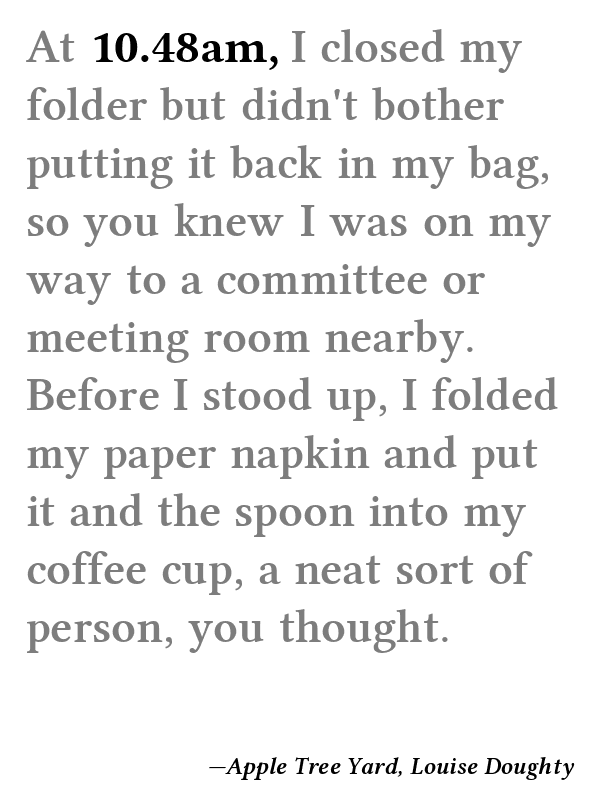 At 10.48am, I closed my
folder but didn't bother
putting it back in my bag,
so you knew I was on my
way to a committee or
meeting room nearby.
Before I stood up, I folded
my paper napkin and put
it and the spoon into my
coffee cup, a neat sort of
person, you thought.
—Apple Tree Yard, Louise Doughty